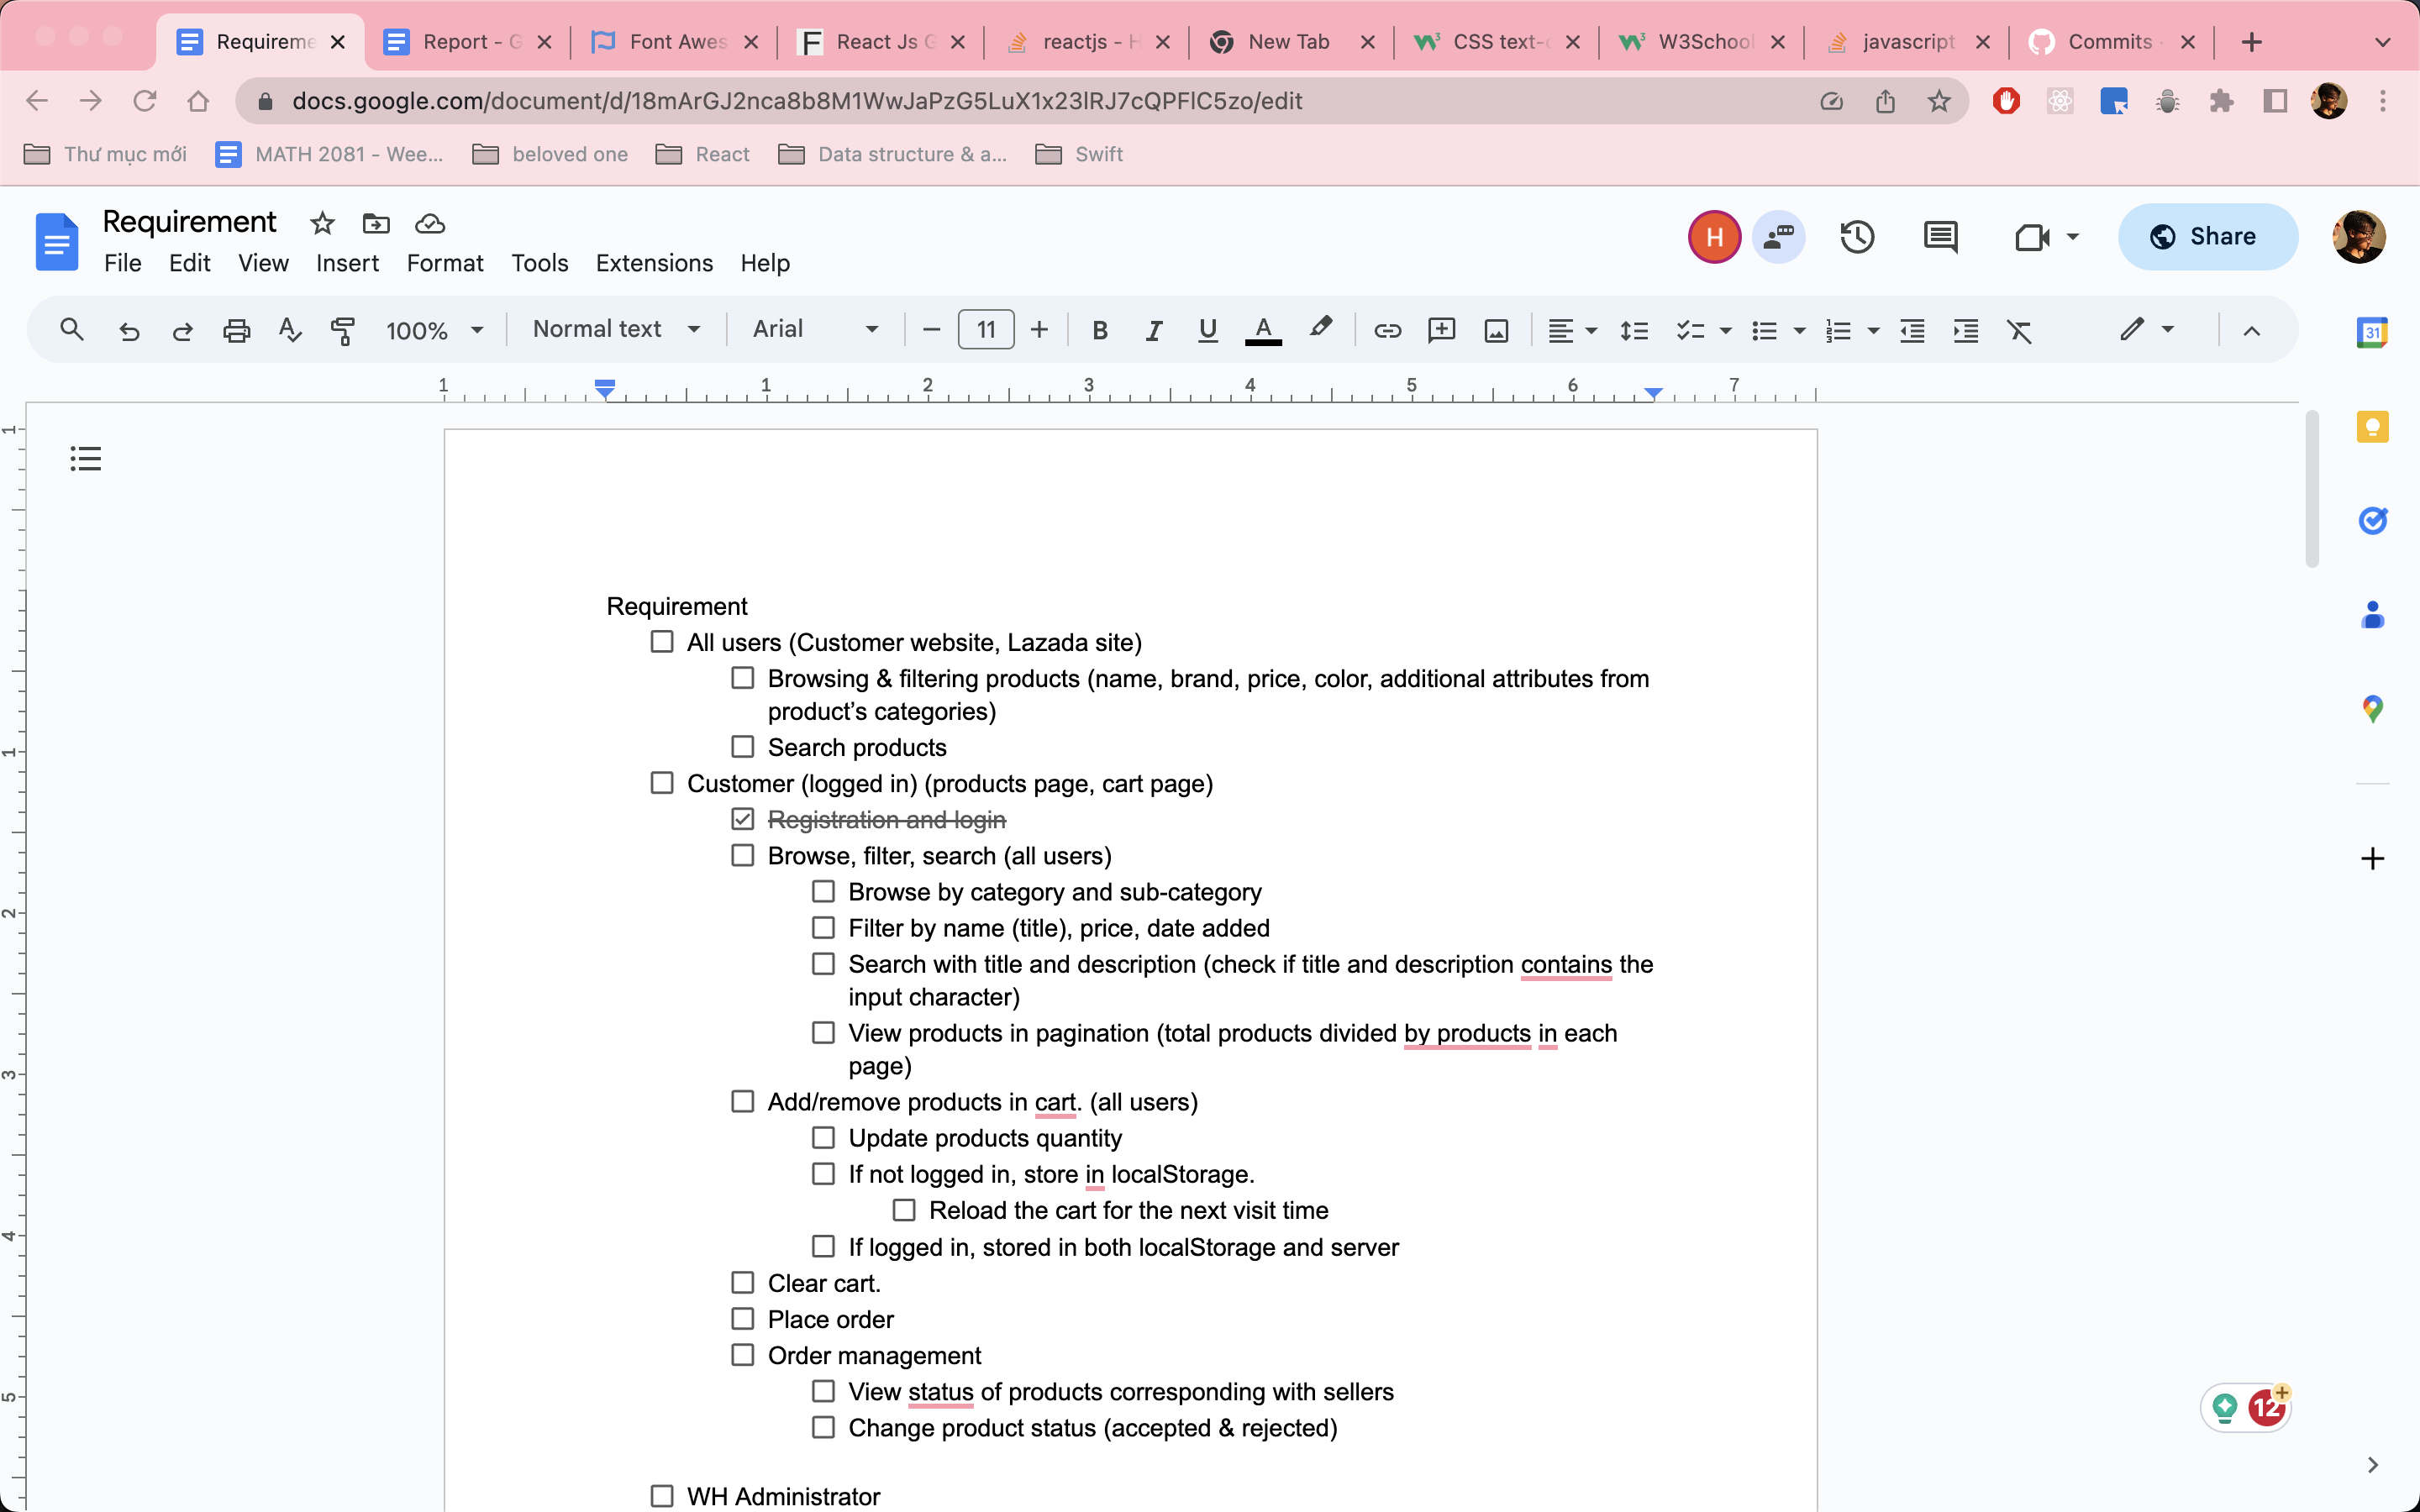 Requireme
Report - G
Font Awes
React Js G
reactjs - H
New Tab
CSS text-
W3School
javascript
Commits
docs.google.com/document/d/18mArGJ2nca8b8M1WwJaPzG5LuX1x23IRJ7cQPFlC5zo/edit
Thư mục mới
MATH 2081 - Wee...
beloved one
React
Data structure & a...
Swift
Requirement
H
Share
File Edit View Insert Format Tools Extensions Help
100% Normal text Arial 11
31
1 1 2 3 4 5 6 7
Requirement
All users (Customer website, Lazada site)
Browsing & filtering products (name, brand, price, color, additional attributes from
product’s categories)
Search products
Customer (logged in) (products page, cart page)
Registration and login
Browse, filter, search (all users)
Browse by category and sub-category
Filter by name (title), price, date added
Search with title and description (check if title and description contains the
input character)
View products in pagination (total products divided by products in each
page)
Add/remove products in cart. (all users)
Update products quantity
If not logged in, store in localStorage.
Reload the cart for the next visit time
If logged in, stored in both localStorage and server
Clear cart.
Place order
Order management
View status of products corresponding with sellers
Change product status (accepted & rejected)
WH Administrator
12
1
1
2
3
4
5